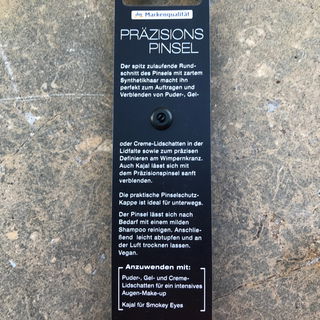 Markenqualität
PRÄZISIONS
PINSEL
Der spitz zulaufende Rund-
schnitt des Pinsels mit zartem
Synthetikhaar macht ihn
perfekt zum Auftragen und
Verblenden von Puder-, Gel-
oder Creme-Lidschatten in der
Lidfalte sowie zum präzisen
Definieren am Wimpernkranz.
Auch Kajal lässt sich mit
dem Präzisionspinsel sanft
verblenden.
Die praktische Pinselschutz-
Kappe ist ideal für unterwegs.
Der Pinsel lässt sich nach
Bedarf mit einem milden
Shampoo reinigen. Anschlie-
ßend leicht abtupfen und an
der Luft trocknen lassen.
Vegan.
Anzuwenden mit:
Puder-, Gel- und Creme-
Lidschatten für ein intensives
Augen-Make-up
Kajal für Smokey Eyes